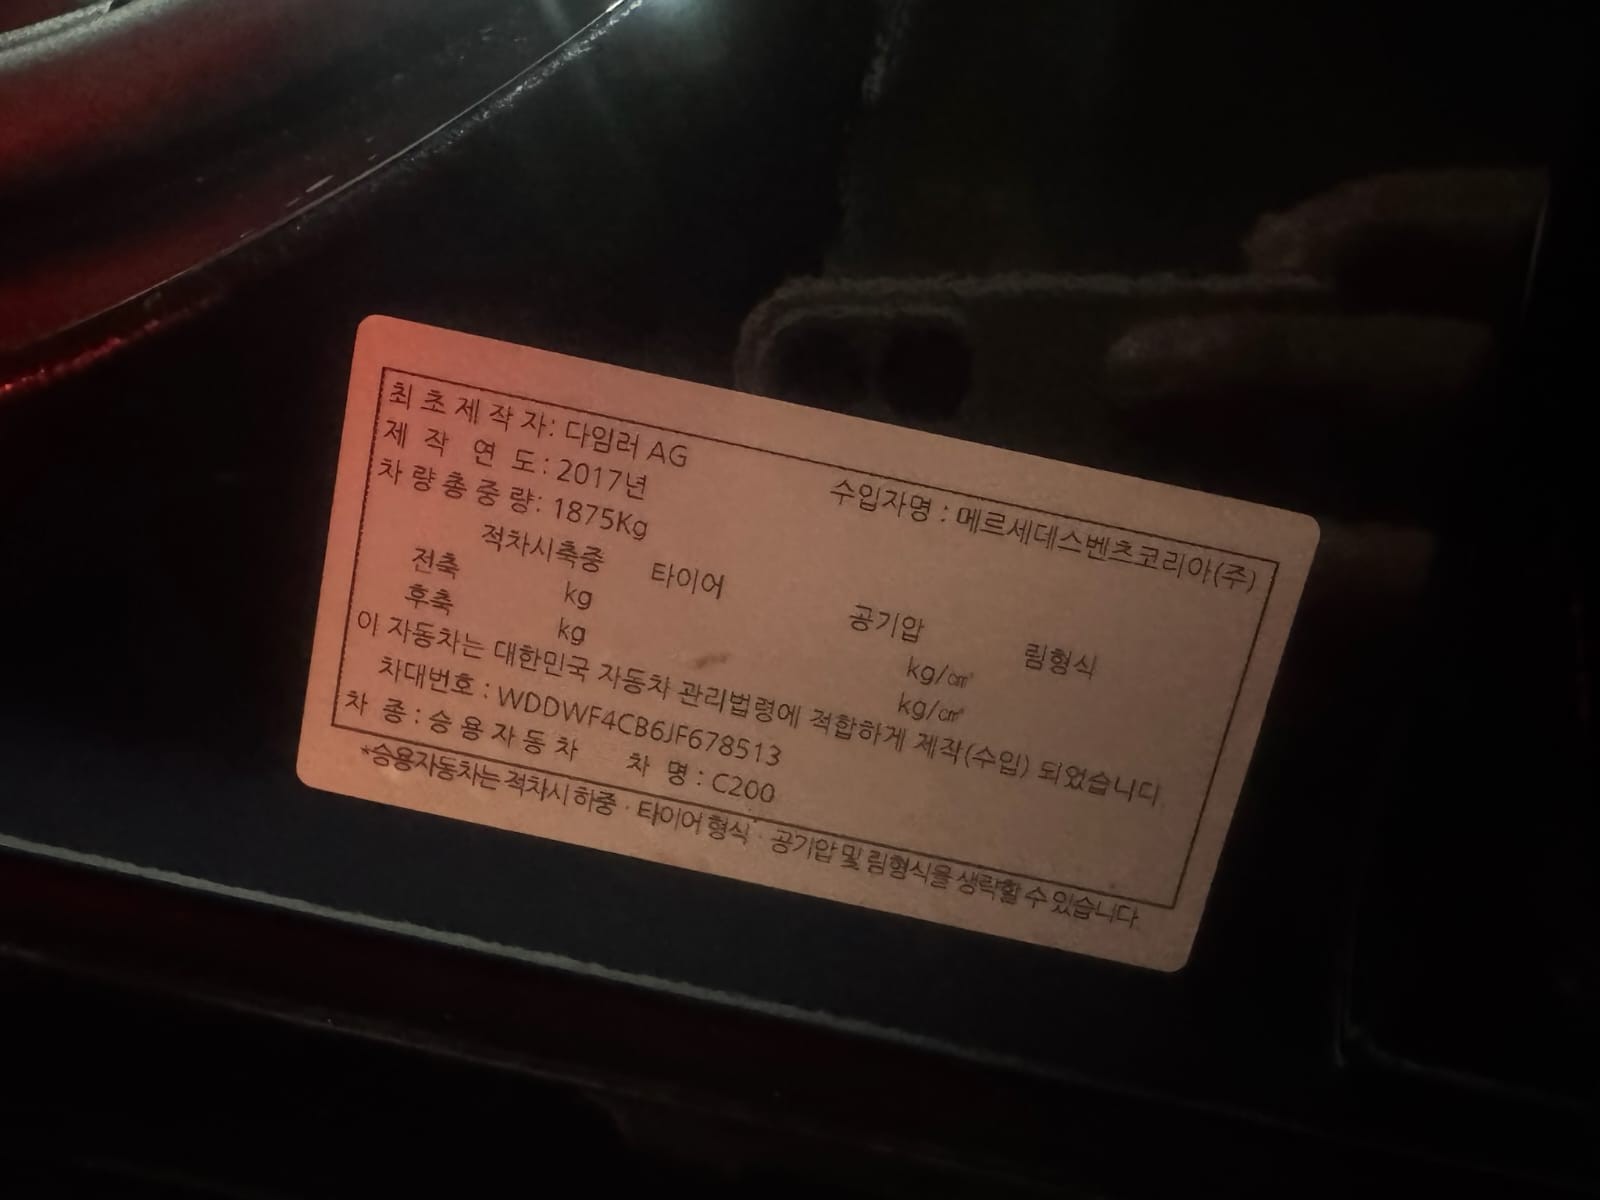 최 초 제 작 자 : 다임러 AG
제 작 연 도 : 2017년 수입자명 : 메르세데스벤츠코리아(주)
차 량 총 중 량 : 1875Kg
적차시축중 타이어 공기압 림형식
전축 kg kg/㎠
후축 kg kg/㎠
이 자동차는 대한민국 자동차 관리법령에 적합하게 제작(수입) 되었습니다
차대번호 : WDDWF4CB6JF678513
차 종 : 승 용 자 동 차 차 명 : C200
*승용자동차는 적차시 하중 · 타이어 형식 · 공기압 및 림형식을 생략할 수 있습니다